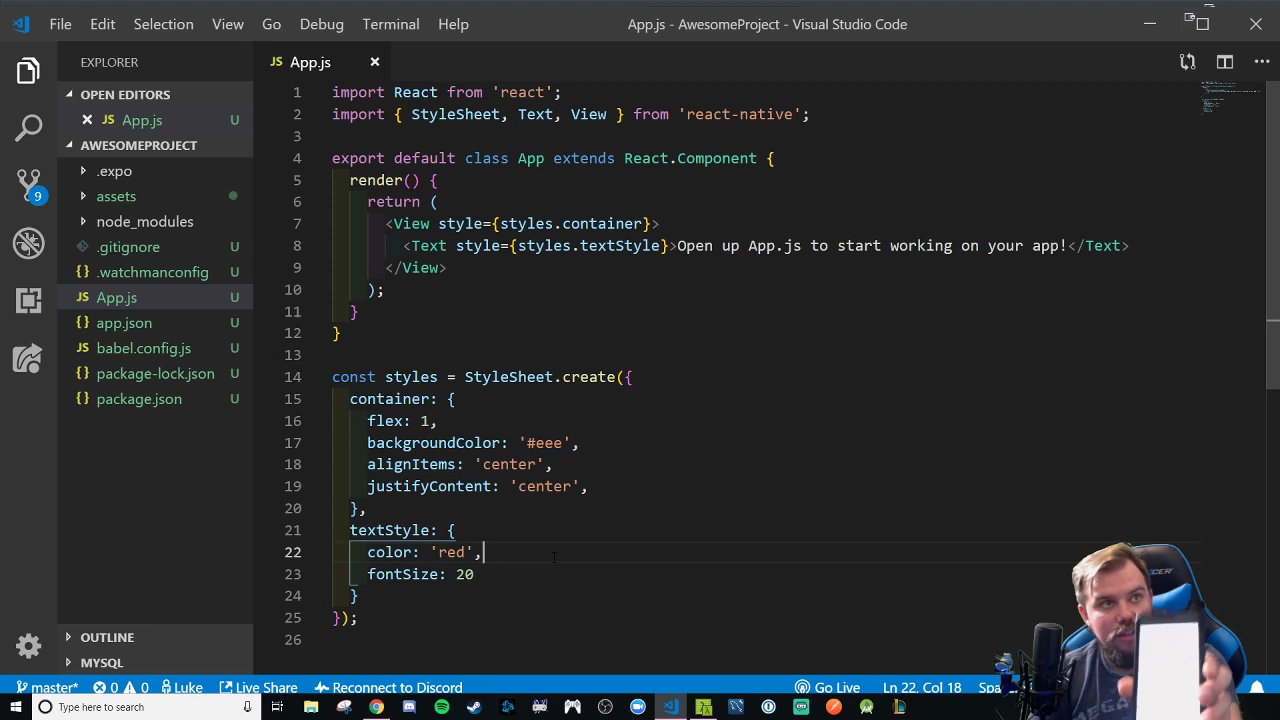 File Edit Selection View Go Debug Terminal Help App.js - AwesomeProject - Visual Studio Code
EXPLORER
OPEN EDITORS
App.js U
AWESOMEPROJECT
.expo
assets
node_modules
.gitignore U
.watchmanconfig U
JS App.js U
{} app.json U
JS babel.config.js U
{} package-lock.json U
{} package.json U
OUTLINE
MYSQL
9
JS App.js
1 import React from 'react';
2 import { StyleSheet, Text, View } from 'react-native';
3
4 export default class App extends React.Component {
5 render() {
6 return (
7 <View style={styles.container}>
8 <Text style={styles.textStyle}>Open up App.js to start working on your app!</Text>
9 </View>
10 );
11 }
12 }
13
14 const styles = StyleSheet.create({
15 container: {
16 flex: 1,
17 backgroundColor: '#eee',
18 alignItems: 'center',
19 justifyContent: 'center',
20 },
21 textStyle: {
22 color: 'red',
23 fontSize: 20
24 }
25 });
26
master* 0 0 Luke Live Share Reconnect to Discord Go Live Ln 22, Col 18
Type here to search